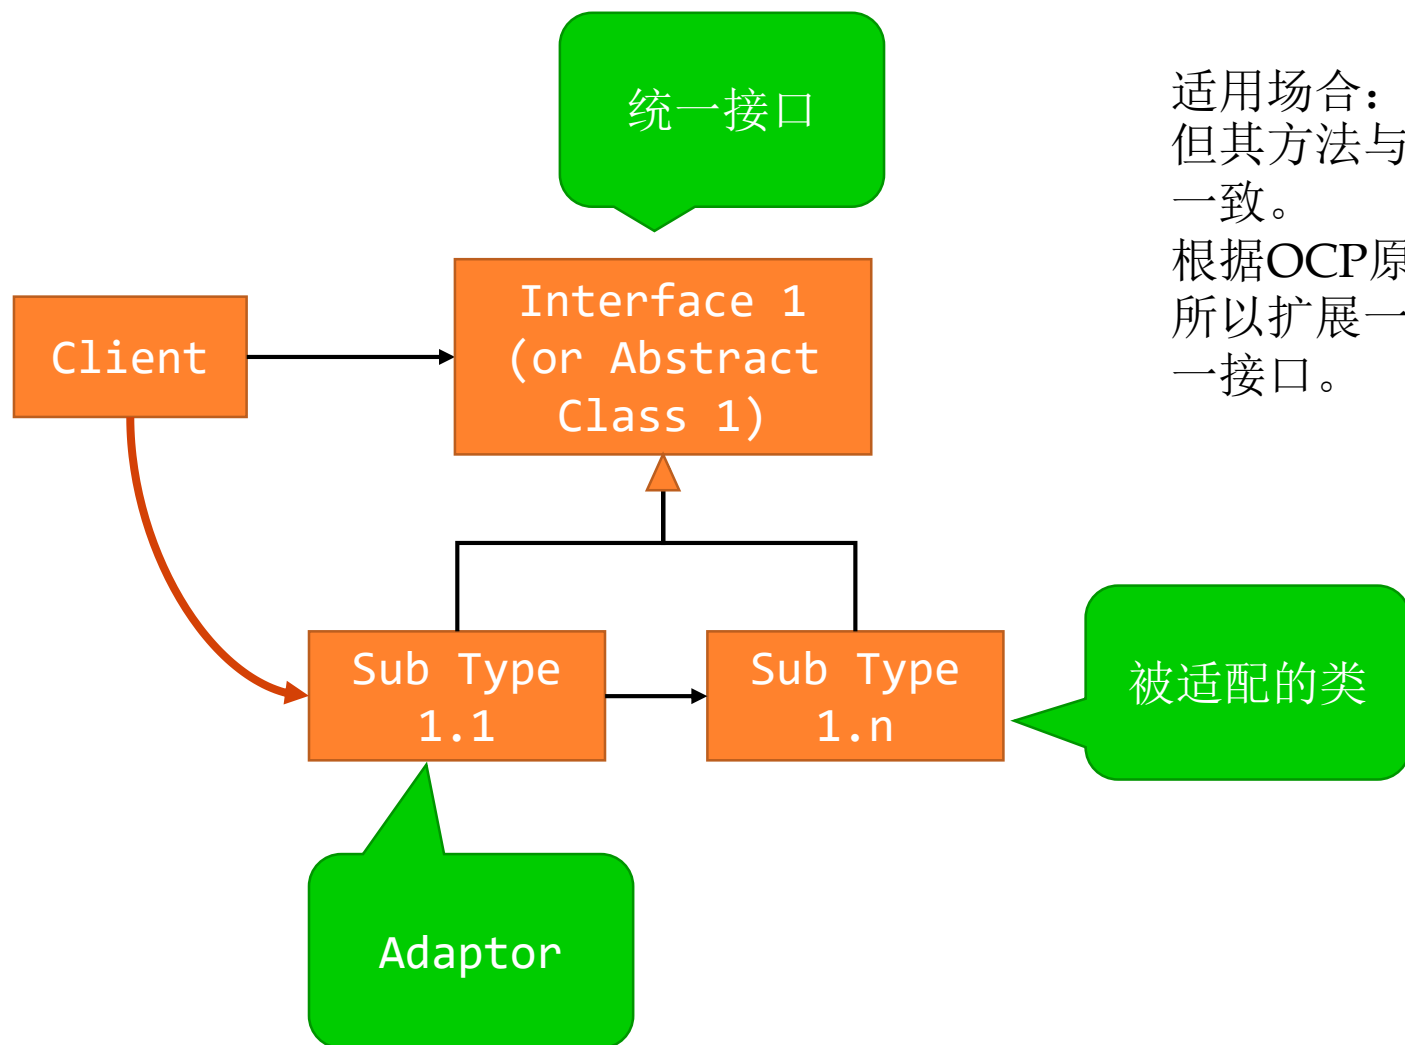 统一接口
适用场合：
但其方法与
一致。
根据OCP原
所以扩展一
一接口。
Client
Interface 1
(or Abstract
Class 1)
Sub Type
1.1
Sub Type
1.n
被适配的类
Adaptor